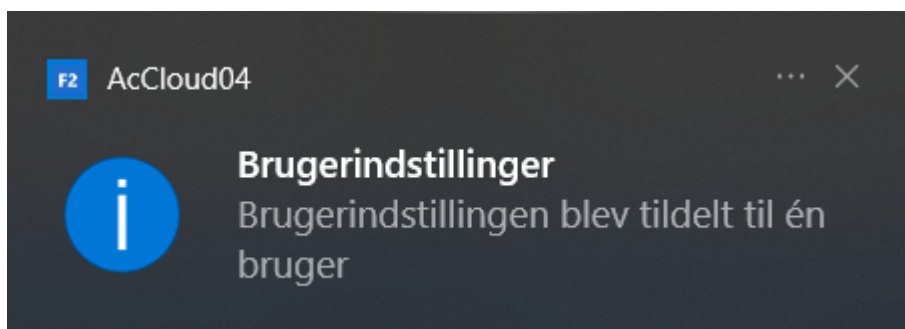 F2 AcCloud04
Brugerindstillinger
Brugerindstillingen blev tildelt til én
bruger